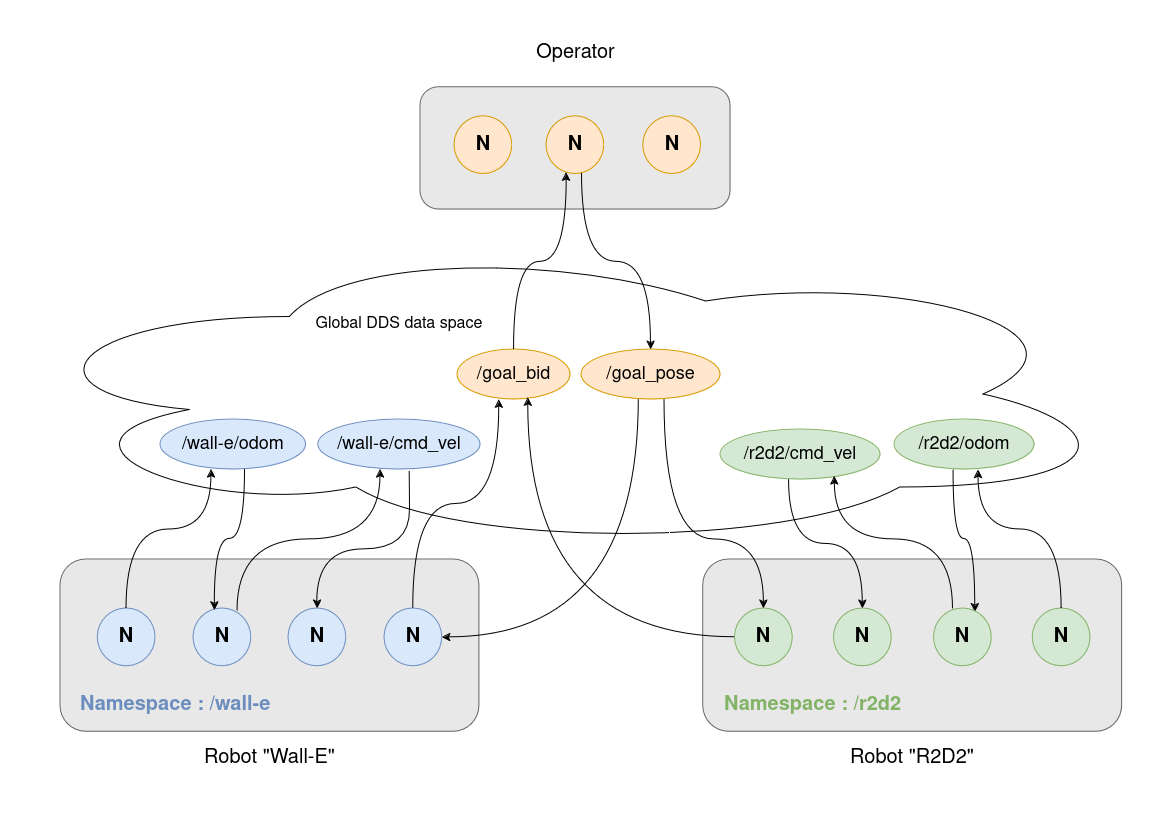 Operator
N
N
N
Global DDS data space
/goal_bid
/goal_pose
/wall-e/odom
/wall-e/cmd_vel
/r2d2/cmd_vel
/r2d2/odom
N
N
N
N
N
N
N
N
Namespace : /wall-e
Namespace : /r2d2
Robot "Wall-E"
Robot "R2D2"